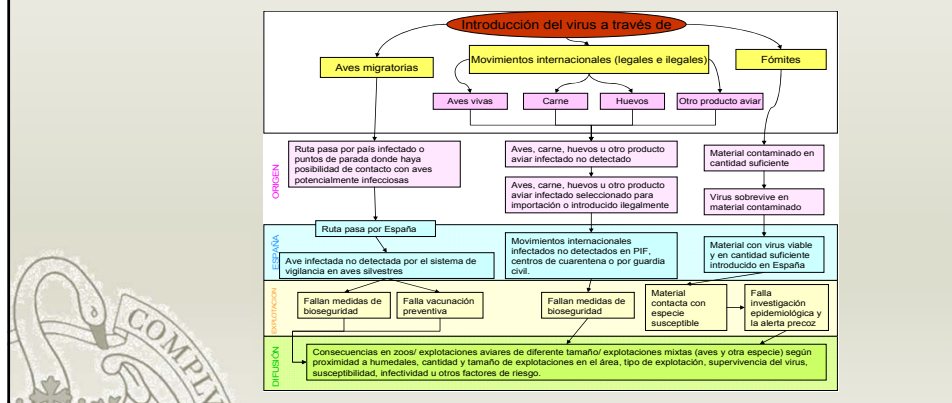 Introducción del virus a través de
Aves migratorias
Movimientos internacionales (legales e ilegales)
Fómites
Aves vivas
Carne
Huevos
Otro producto aviar
ORIGEN
Ruta pasa por país infectado o
puntos de parada donde haya
posibilidad de contacto con aves
potencialmente infecciosas
Aves, carne, huevos u otro producto
aviar infectado no detectado
Material contaminado en
cantidad suficiente
Aves, carne, huevos u otro producto
aviar infectado seleccionado para
importación o introducido ilegalmente
Virus sobrevive en
material contaminado
ESPAÑA
Ruta pasa por España
Ave infectada no detectada por el sistema de
vigilancia en aves silvestres
Movimientos internacionales
infectados no detectados en PIF,
centros de cuarentena o por guardia
civil.
Material con virus viable
y en cantidad suficiente
introducido en España
EXPLOTACION
Fallan medidas de
bioseguridad
Falla vacunación
preventiva
Fallan medidas de
bioseguridad
Material
contacta con
especie
susceptible
Falla
investigación
epidemiológica y
la alerta precoz
DIFUSIÓN
Consecuencias en zoos/ explotaciones aviares de diferente tamaño/ explotaciones mixtas (aves y otra especie) según
proximidad a humedales, cantidad y tamaño de explotaciones en el área, tipo de explotación, supervivencia del virus,
susceptibilidad, infectividad u otros factores de riesgo.
COMPLV